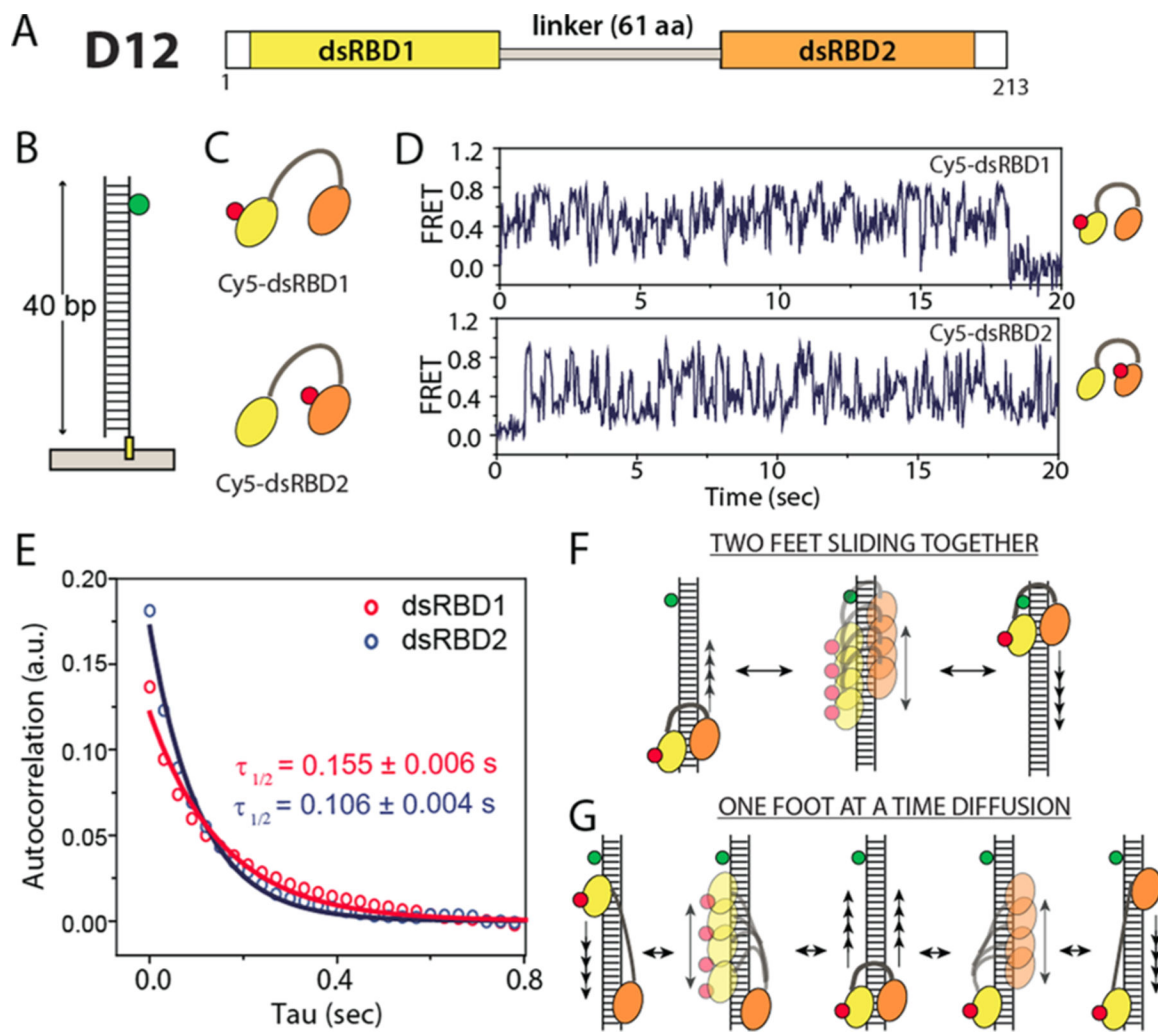 A
D12
dsRBD1
linker (61 aa)
dsRBD2
1
213
B
40 bp
C
Cy5-dsRBD1
Cy5-dsRBD2
D
FRET
1.2
0.8
0.4
0.0
Cy5-dsRBD1
0
5
10
15
20
FRET
1.2
0.8
0.4
0.0
Cy5-dsRBD2
0
5
10
15
20
Time (sec)
E
Autocorrelation (a.u.)
0.20
0.15
0.10
0.05
0.00
dsRBD1
dsRBD2
τ 1/2 = 0.155 ± 0.006 s
τ 1/2 = 0.106 ± 0.004 s
0.0
0.4
0.8
Tau (sec)
F
TWO FEET SLIDING TOGETHER
G
ONE FOOT AT A TIME DIFFUSION